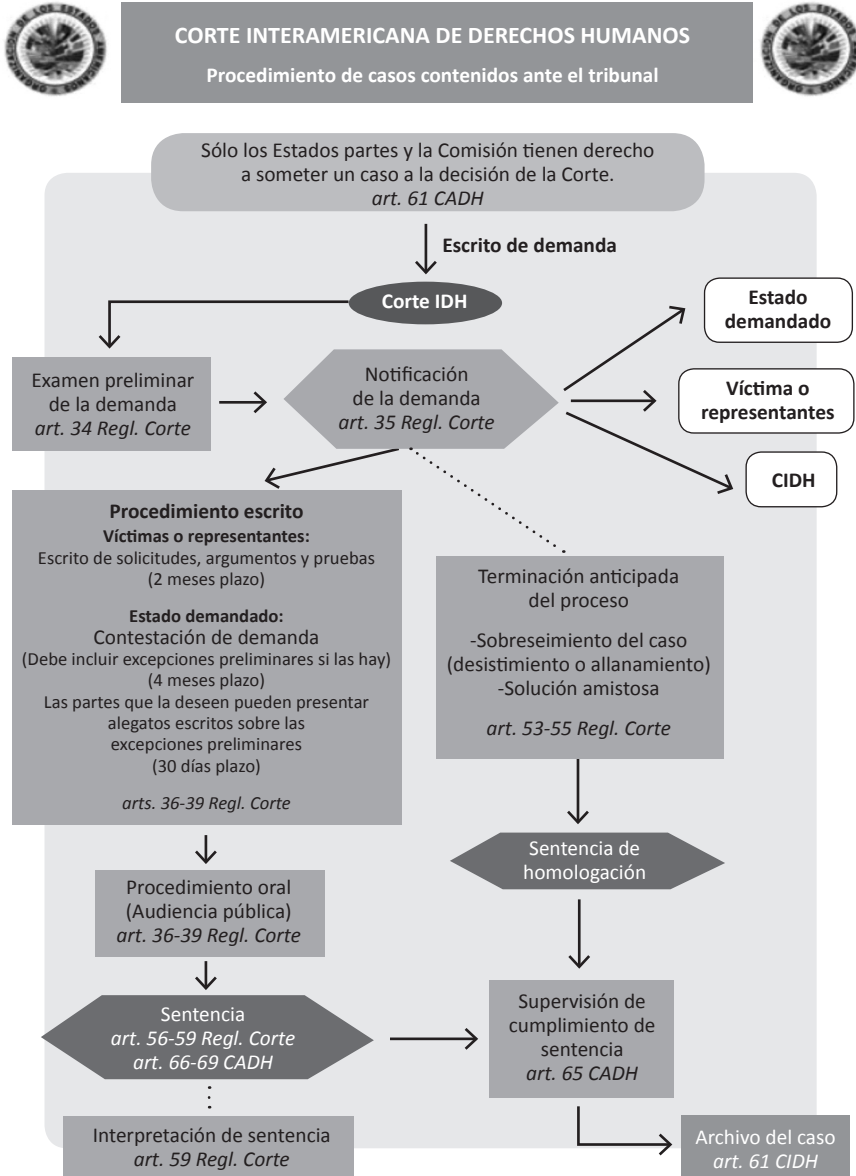 CORTE INTERAMERICANA DE DERECHOS HUMANOS
Procedimiento de casos contenidos ante el tribunal
Sólo los Estados partes y la Comisión tienen derecho
a someter un caso a la decisión de la Corte.
art. 61 CADH
Escrito de demanda
Corte IDH
Estado
demandado
Examen preliminar
de la demanda
art. 34 Regl. Corte
Notificación
de la demanda
art. 35 Regl. Corte
Víctima o
representantes
CIDH
Procedimiento escrito
Víctimas o representantes:
Escrito de solicitudes, argumentos y pruebas
(2 meses plazo)
Estado demandado:
Contestación de demanda
(Debe incluir excepciones preliminares si las hay)
(4 meses plazo)
Las partes que la deseen pueden presentar
alegatos escritos sobre las
excepciones preliminares
(30 días plazo)
arts. 36-39 Regl. Corte
Terminación anticipada
del proceso
-Sobreseimiento del caso
(desistimiento o allanamiento)
-Solución amistosa
art. 53-55 Regl. Corte
Sentencia de
homologación
Procedimiento oral
(Audiencia pública)
art. 36-39 Regl. Corte
Sentencia
art. 56-59 Regl. Corte
art. 66-69 CADH
Supervisión de
cumplimiento de
sentencia
art. 65 CADH
Interpretación de sentencia
art. 59 Regl. Corte
Archivo del caso
art. 61 CIDH